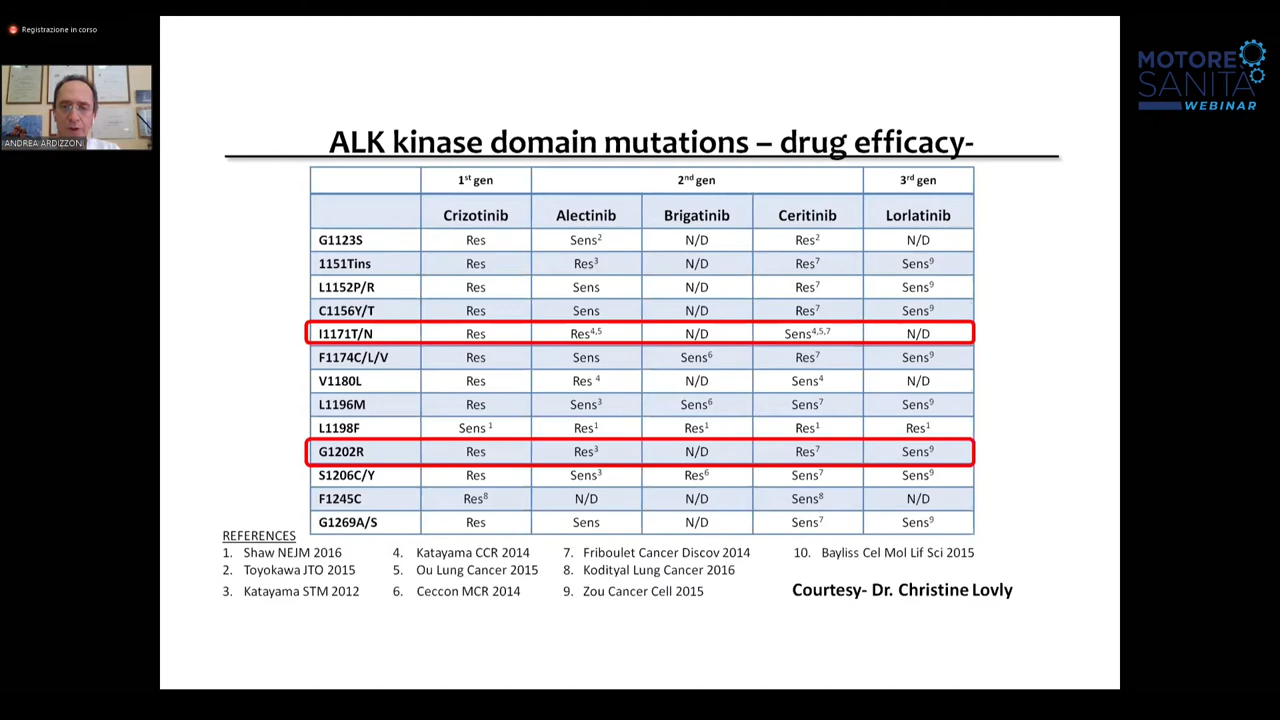 Registrazione in corso
ANDREA ARDIZZONI
MOTORE
SANITA
WEBINAR
ALK kinase domain mutations – drug efficacy-
1st gen 2nd gen 3rd gen
Crizotinib Alectinib Brigatinib Ceritinib Lorlatinib
G1123S Res Sens2 N/D Res2 N/D
1151Tins Res Res3 N/D Res7 Sens9
L1152P/R Res Sens N/D Res7 Sens9
C1156Y/T Res Sens N/D Res7 Sens9
I1171T/N Res Res4,5 N/D Sens4,5,7 N/D
F1174C/L/V Res Sens Sens6 Res7 Sens9
V1180L Res Res 4 N/D Sens4 N/D
L1196M Res Sens3 Sens6 Sens7 Sens9
L1198F Sens 1 Res1 Res1 Res1 Res1
G1202R Res Res3 N/D Res7 Sens9
S1206C/Y Res Sens3 Res6 Sens7 Sens9
F1245C Res8 N/D N/D Sens8 N/D
G1269A/S Res Sens N/D Sens7 Sens9
REFERENCES
1. Shaw NEJM 2016 4. Katayama CCR 2014 7. Friboulet Cancer Discov 2014 10. Bayliss Cel Mol Lif Sci 2015
2. Toyokawa JTO 2015 5. Ou Lung Cancer 2015 8. Kodityal Lung Cancer 2016
3. Katayama STM 2012 6. Ceccon MCR 2014 9. Zou Cancer Cell 2015
Courtesy- Dr. Christine Lovly